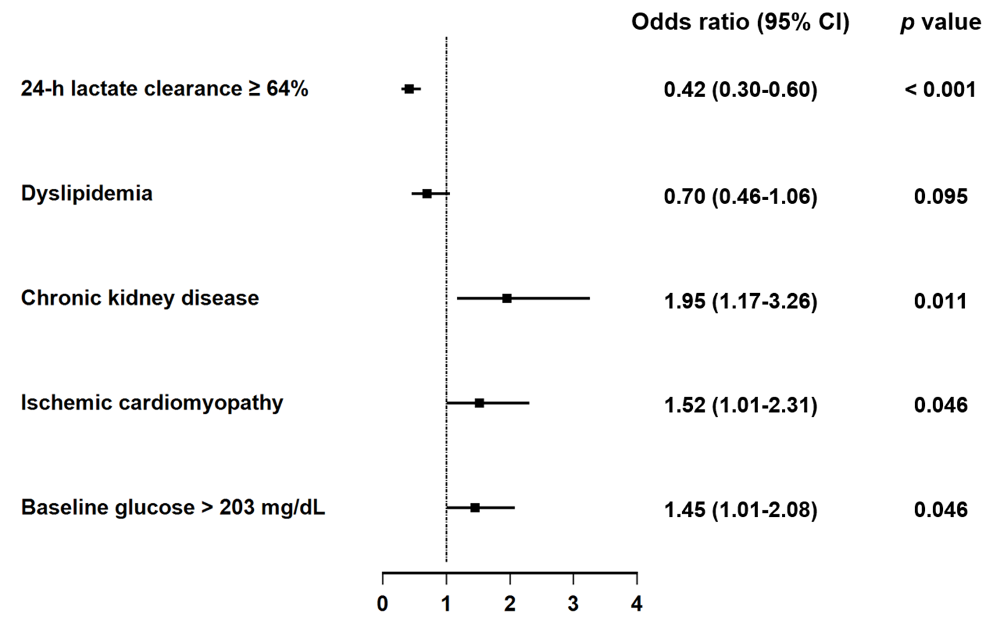 Odds ratio (95% CI) p value
24-h lactate clearance ≥ 64% 0.42 (0.30-0.60) < 0.001
Dyslipidemia 0.70 (0.46-1.06) 0.095
Chronic kidney disease 1.95 (1.17-3.26) 0.011
Ischemic cardiomyopathy 1.52 (1.01-2.31) 0.046
Baseline glucose > 203 mg/dL 1.45 (1.01-2.08) 0.046
0 1 2 3 4